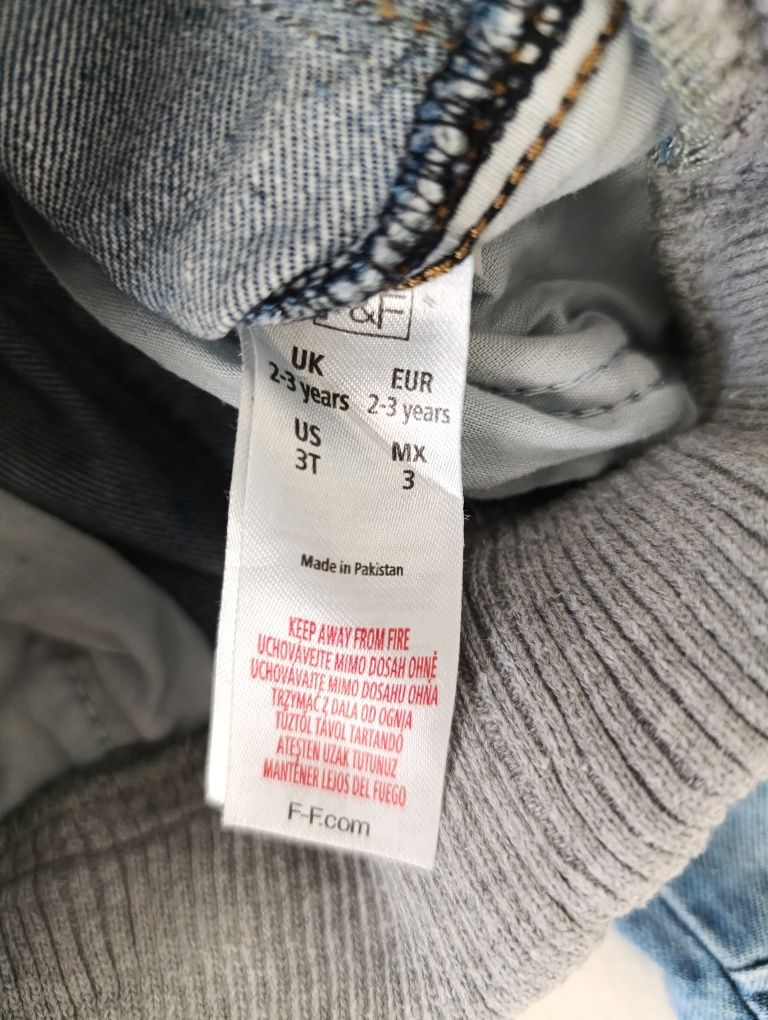 &F
UK
2-3 years
EUR
2-3 years
US
3T
MX
3
Made in Pakistan
KEEP AWAY FROM FIRE
UCHOVÁVEJTE MIMO DOSAH OHNĚ
UCHOVÁVAJTE MIMO DOSAHU OHŇA
TRZYMAĆ Z DALA OD OGNIA
TŰZTŐL TÁVOL TARTANDÓ
ATEŞTEN UZAK TUTUNUZ
MANTENER LEJOS DEL FUEGO
F-F.com